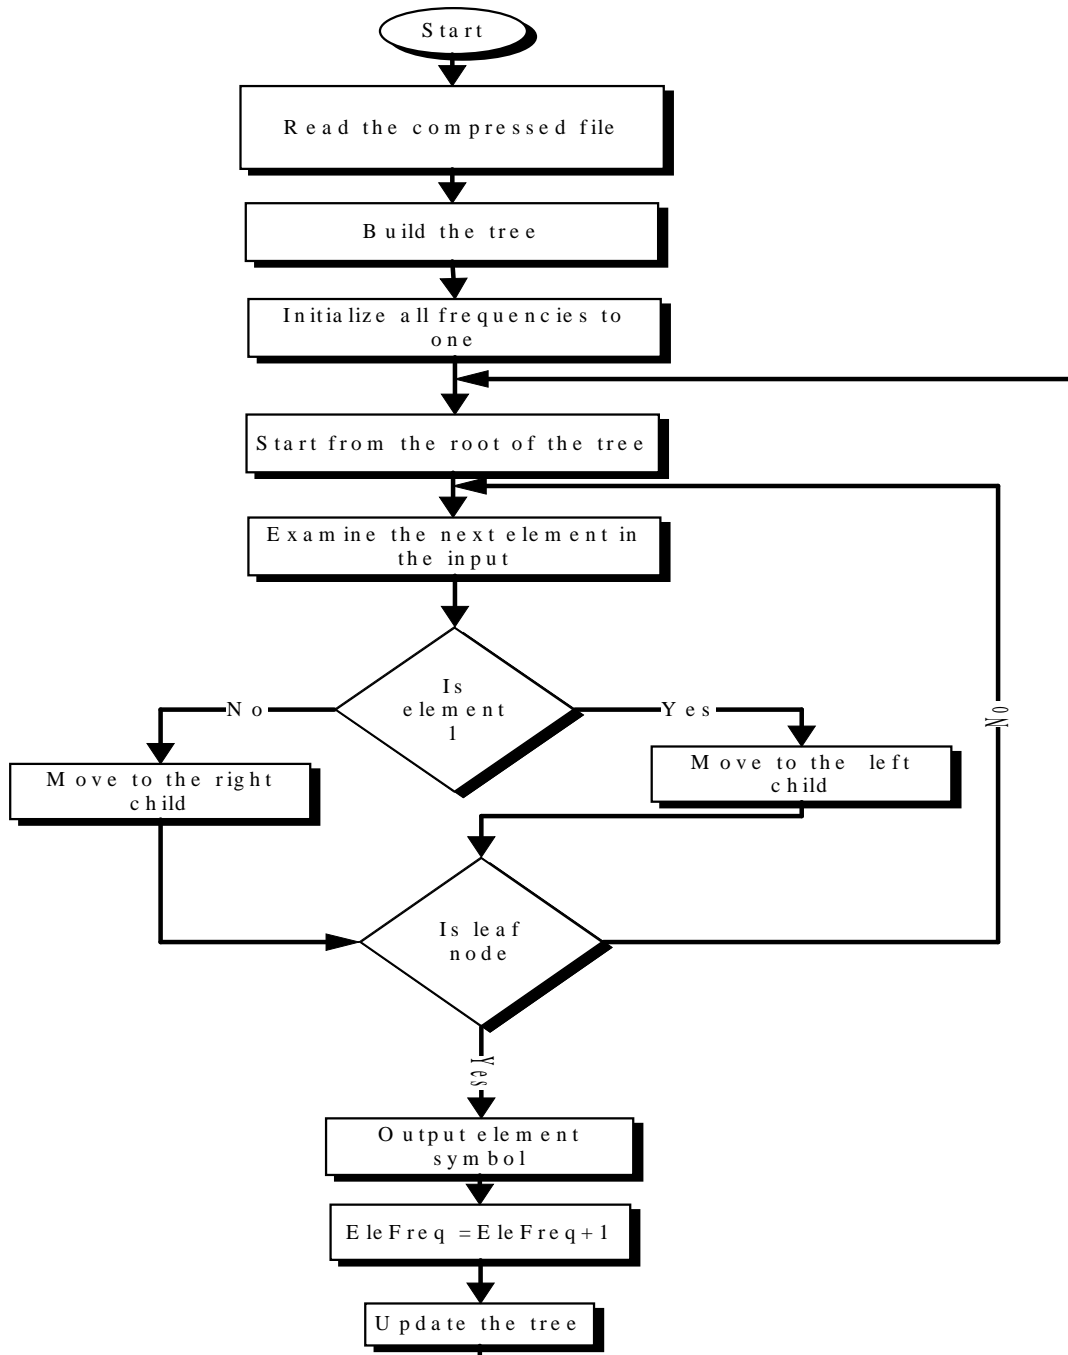 Start
Read the compressed file
Build the tree
Initialize all frequencies to
one
Start from the root of the tree
Examine the next element in
the input
Is
element
1
No
Yes
Move to the right
child
Move to the left
child
No
Is leaf
node
Yes
Output element
symbol
EleFreq = EleFreq+1
Update the tree